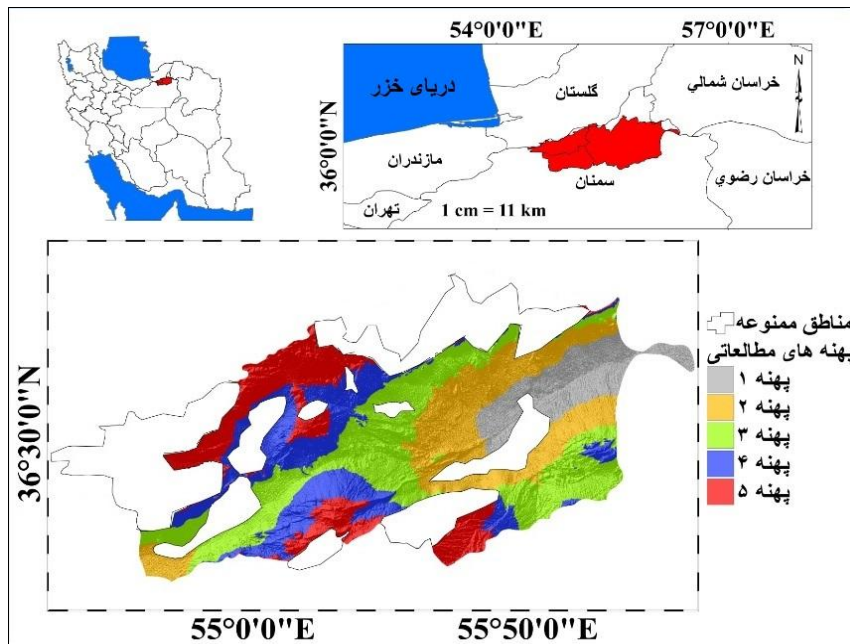 54°0'0"E
57°0'0"E
N
36°0'0"N
دریای خزر
گلستان
خراسان شمالي
مازندران
سمنان
خراسان رضوي
تهران
1 cm = 11 km
36°30'0"N
55°0'0"E
55°50'0"E
مناطق ممنوعه
پهنه های مطالعاتی
پهنه ۱
پهنه ۲
پهنه ۳
پهنه ۴
پهنه ۵